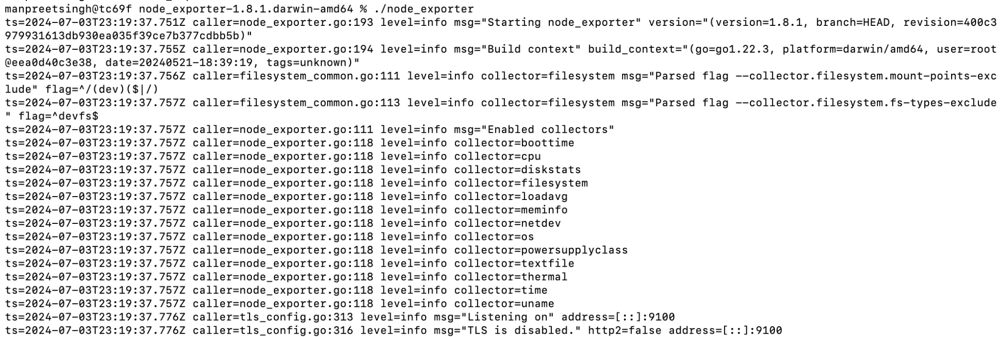 manpreetsingh@tc69f node_exporter-1.8.1.darwin-amd64 % ./node_exporter
ts=2024-07-03T23:19:37.751Z caller=node_exporter.go:193 level=info msg="Starting node_exporter" version="(version=1.8.1, branch=HEAD, revision=400c3
979931613db930ea035f39ce7b377cdbb5b)"
ts=2024-07-03T23:19:37.755Z caller=node_exporter.go:194 level=info msg="Build context" build_context="(go=go1.22.3, platform=darwin/amd64, user=root
@eea0d40c3e38, date=20240521-18:39:19, tags=unknown)"
ts=2024-07-03T23:19:37.756Z caller=filesystem_common.go:111 level=info collector=filesystem msg="Parsed flag --collector.filesystem.mount-points-exc
lude" flag=^/(dev)($|/)
ts=2024-07-03T23:19:37.757Z caller=filesystem_common.go:113 level=info collector=filesystem msg="Parsed flag --collector.filesystem.fs-types-exclude
" flag=^devfs$
ts=2024-07-03T23:19:37.757Z caller=node_exporter.go:111 level=info msg="Enabled collectors"
ts=2024-07-03T23:19:37.757Z caller=node_exporter.go:118 level=info collector=boottime
ts=2024-07-03T23:19:37.757Z caller=node_exporter.go:118 level=info collector=cpu
ts=2024-07-03T23:19:37.757Z caller=node_exporter.go:118 level=info collector=diskstats
ts=2024-07-03T23:19:37.757Z caller=node_exporter.go:118 level=info collector=filesystem
ts=2024-07-03T23:19:37.757Z caller=node_exporter.go:118 level=info collector=loadavg
ts=2024-07-03T23:19:37.757Z caller=node_exporter.go:118 level=info collector=meminfo
ts=2024-07-03T23:19:37.757Z caller=node_exporter.go:118 level=info collector=netdev
ts=2024-07-03T23:19:37.757Z caller=node_exporter.go:118 level=info collector=os
ts=2024-07-03T23:19:37.757Z caller=node_exporter.go:118 level=info collector=powersupplyclass
ts=2024-07-03T23:19:37.757Z caller=node_exporter.go:118 level=info collector=textfile
ts=2024-07-03T23:19:37.757Z caller=node_exporter.go:118 level=info collector=thermal
ts=2024-07-03T23:19:37.757Z caller=node_exporter.go:118 level=info collector=time
ts=2024-07-03T23:19:37.757Z caller=node_exporter.go:118 level=info collector=uname
ts=2024-07-03T23:19:37.776Z caller=tls_config.go:313 level=info msg="Listening on" address=[::]:9100
ts=2024-07-03T23:19:37.776Z caller=tls_config.go:316 level=info msg="TLS is disabled." http2=false address=[::]:9100